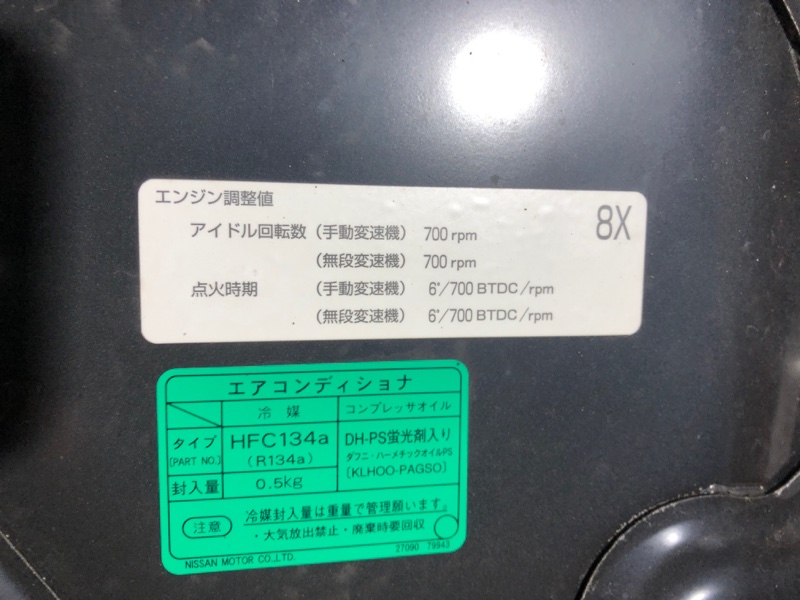 エンジン調整値
8X
アイドル回転数 (手動変速機) 700 rpm
(無段変速機) 700 rpm
点火時期 (手動変速機) 6°/700 BTDC/rpm
(無段変速機) 6°/700 BTDC/rpm
エアコンディショナ
冷媒 コンプレッサオイル
タイプ HFC134a DH-PS蛍光剤入り
(PART NO.) (R134a) ダフニ・ハーメチックオイルPS
[KLHOO-PAGSO]
封入量 0.5kg
注意 冷媒封入量は重量で管理願います。
・大気放出禁止・廃棄時要回収
27090 79943
NISSAN MOTOR CO.,LTD.